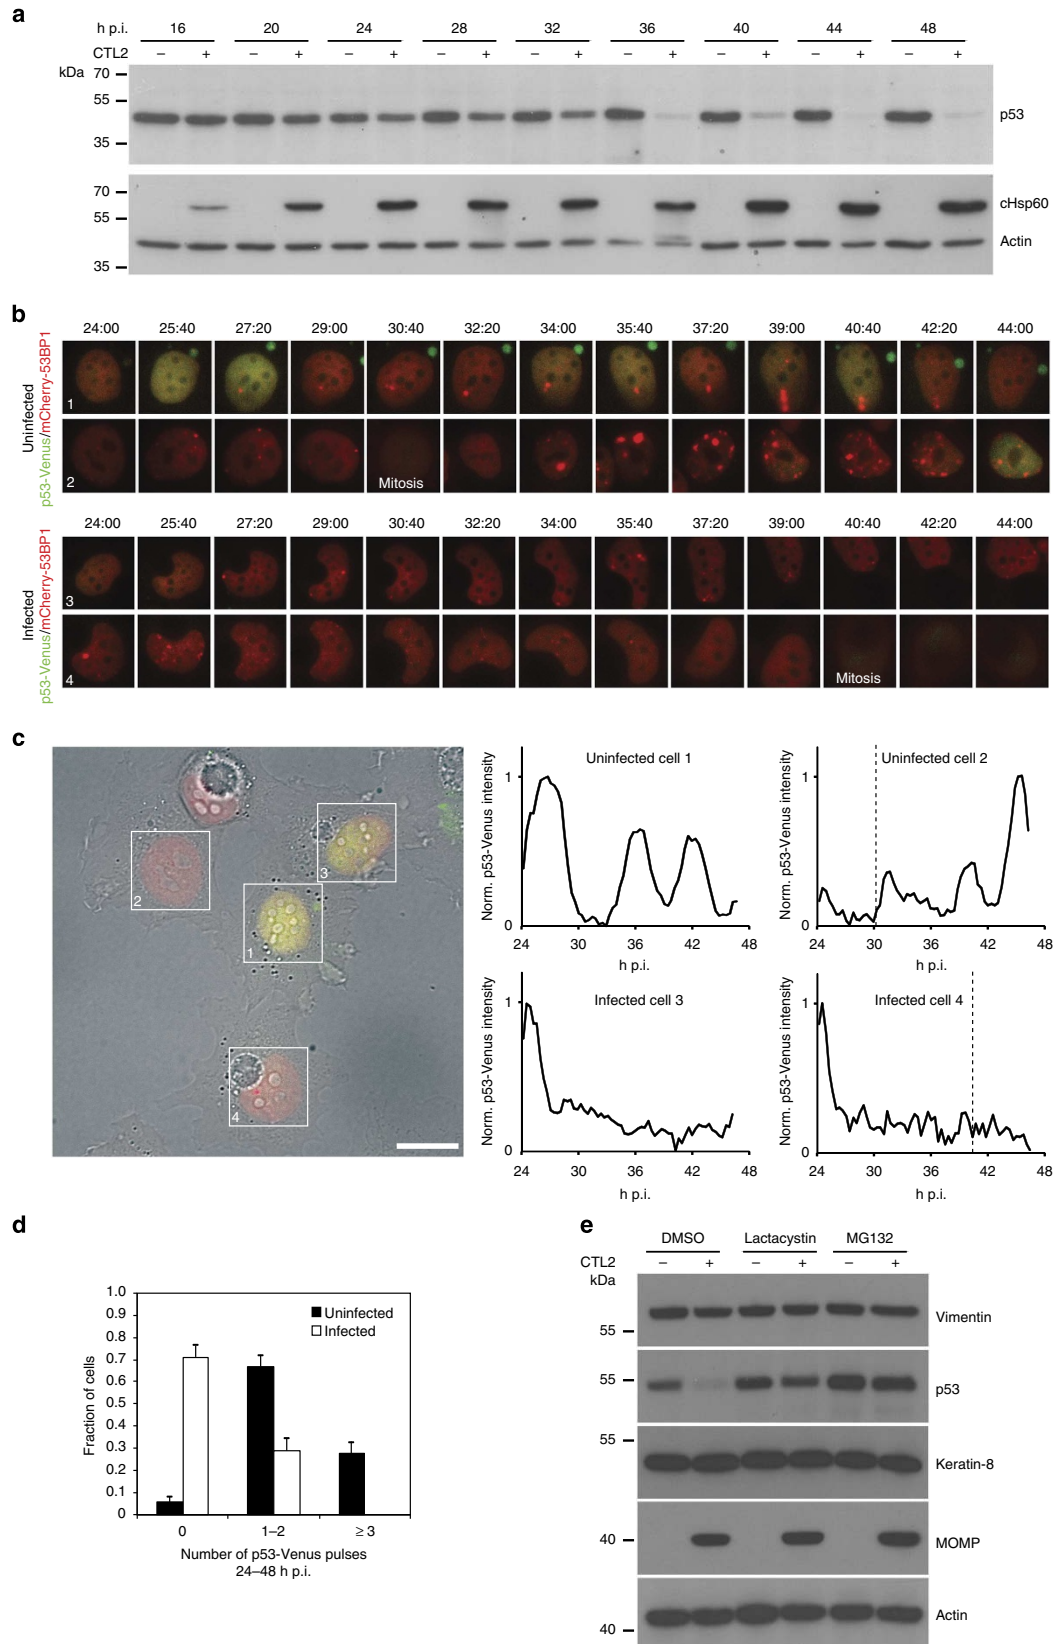 a
h p.i. 16 20 24 28 32 36 40 44 48
CTL2 – + – + – + – + – + – + – + – + – +
kDa
70
55
35
p53
70
55
35
cHsp60
Actin
b
24:00 25:40 27:20 29:00 30:40 32:20 34:00 35:40 37:20 39:00 40:40 42:20 44:00
Uninfected
p53-Venus/mCherry-53BP1
1
2
Mitosis
24:00 25:40 27:20 29:00 30:40 32:20 34:00 35:40 37:20 39:00 40:40 42:20 44:00
Infected
p53-Venus/mCherry-53BP1
3
4
Mitosis
c
2
3
1
4
Uninfected cell 1
Norm. p53-Venus intensity
1
0
24 30 36 42 48
h p.i.
Uninfected cell 2
Norm. p53-Venus intensity
1
0
24 30 36 42 48
h p.i.
Infected cell 3
Norm. p53-Venus intensity
1
0
24 30 36 42 48
h p.i.
Infected cell 4
Norm. p53-Venus intensity
1
0
24 30 36 42 48
h p.i.
d
Fraction of cells
1.0
0.9
0.8
0.7
0.6
0.5
0.4
0.3
0.2
0.1
0
Uninfected
Infected
0 1–2 ≥ 3
Number of p53-Venus pulses
24–48 h p.i.
e
DMSO Lactacystin MG132
CTL2 – + – + – +
kDa
55
Vimentin
55
p53
55
Keratin-8
40
MOMP
40
Actin